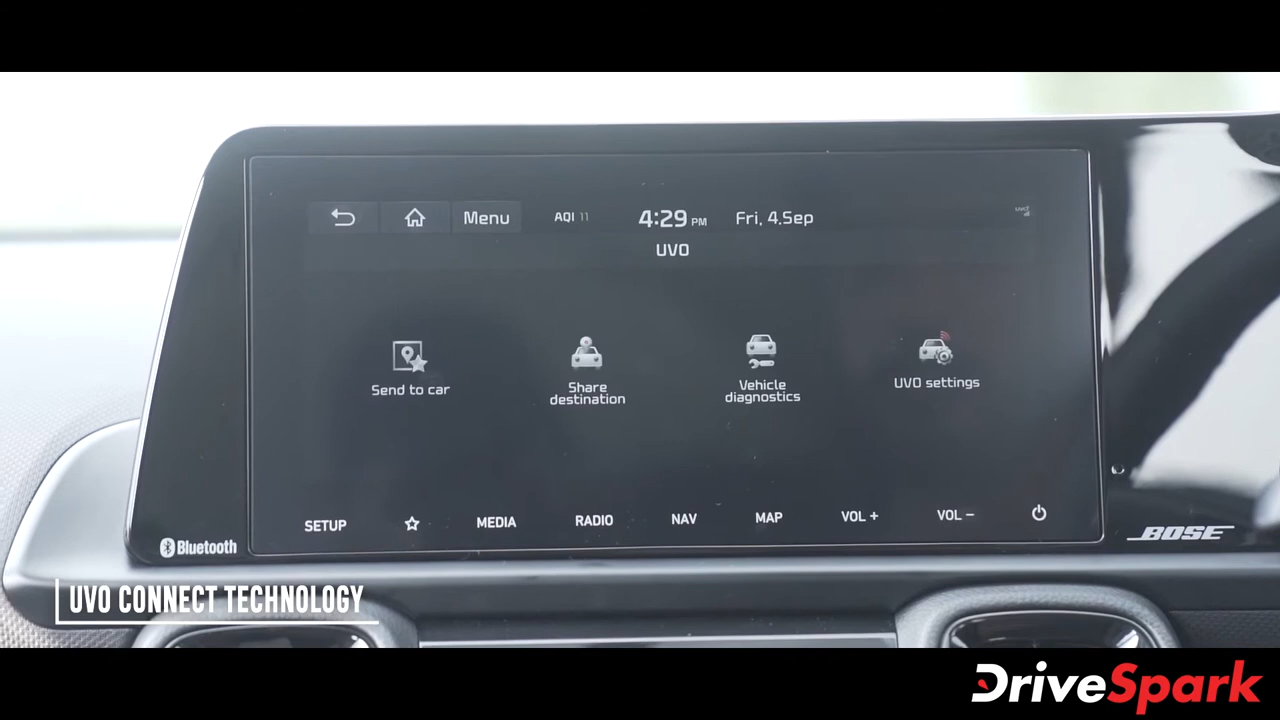 Menu
AQI 11
4:29 PM
Fri, 4.Sep
UVO
UVO
Send to car
Share
destination
Vehicle
diagnostics
UVO settings
SETUP
MEDIA
RADIO
NAV
MAP
VOL +
VOL −
Bluetooth
BOSE
UVO CONNECT TECHNOLOGY
DriveSpark